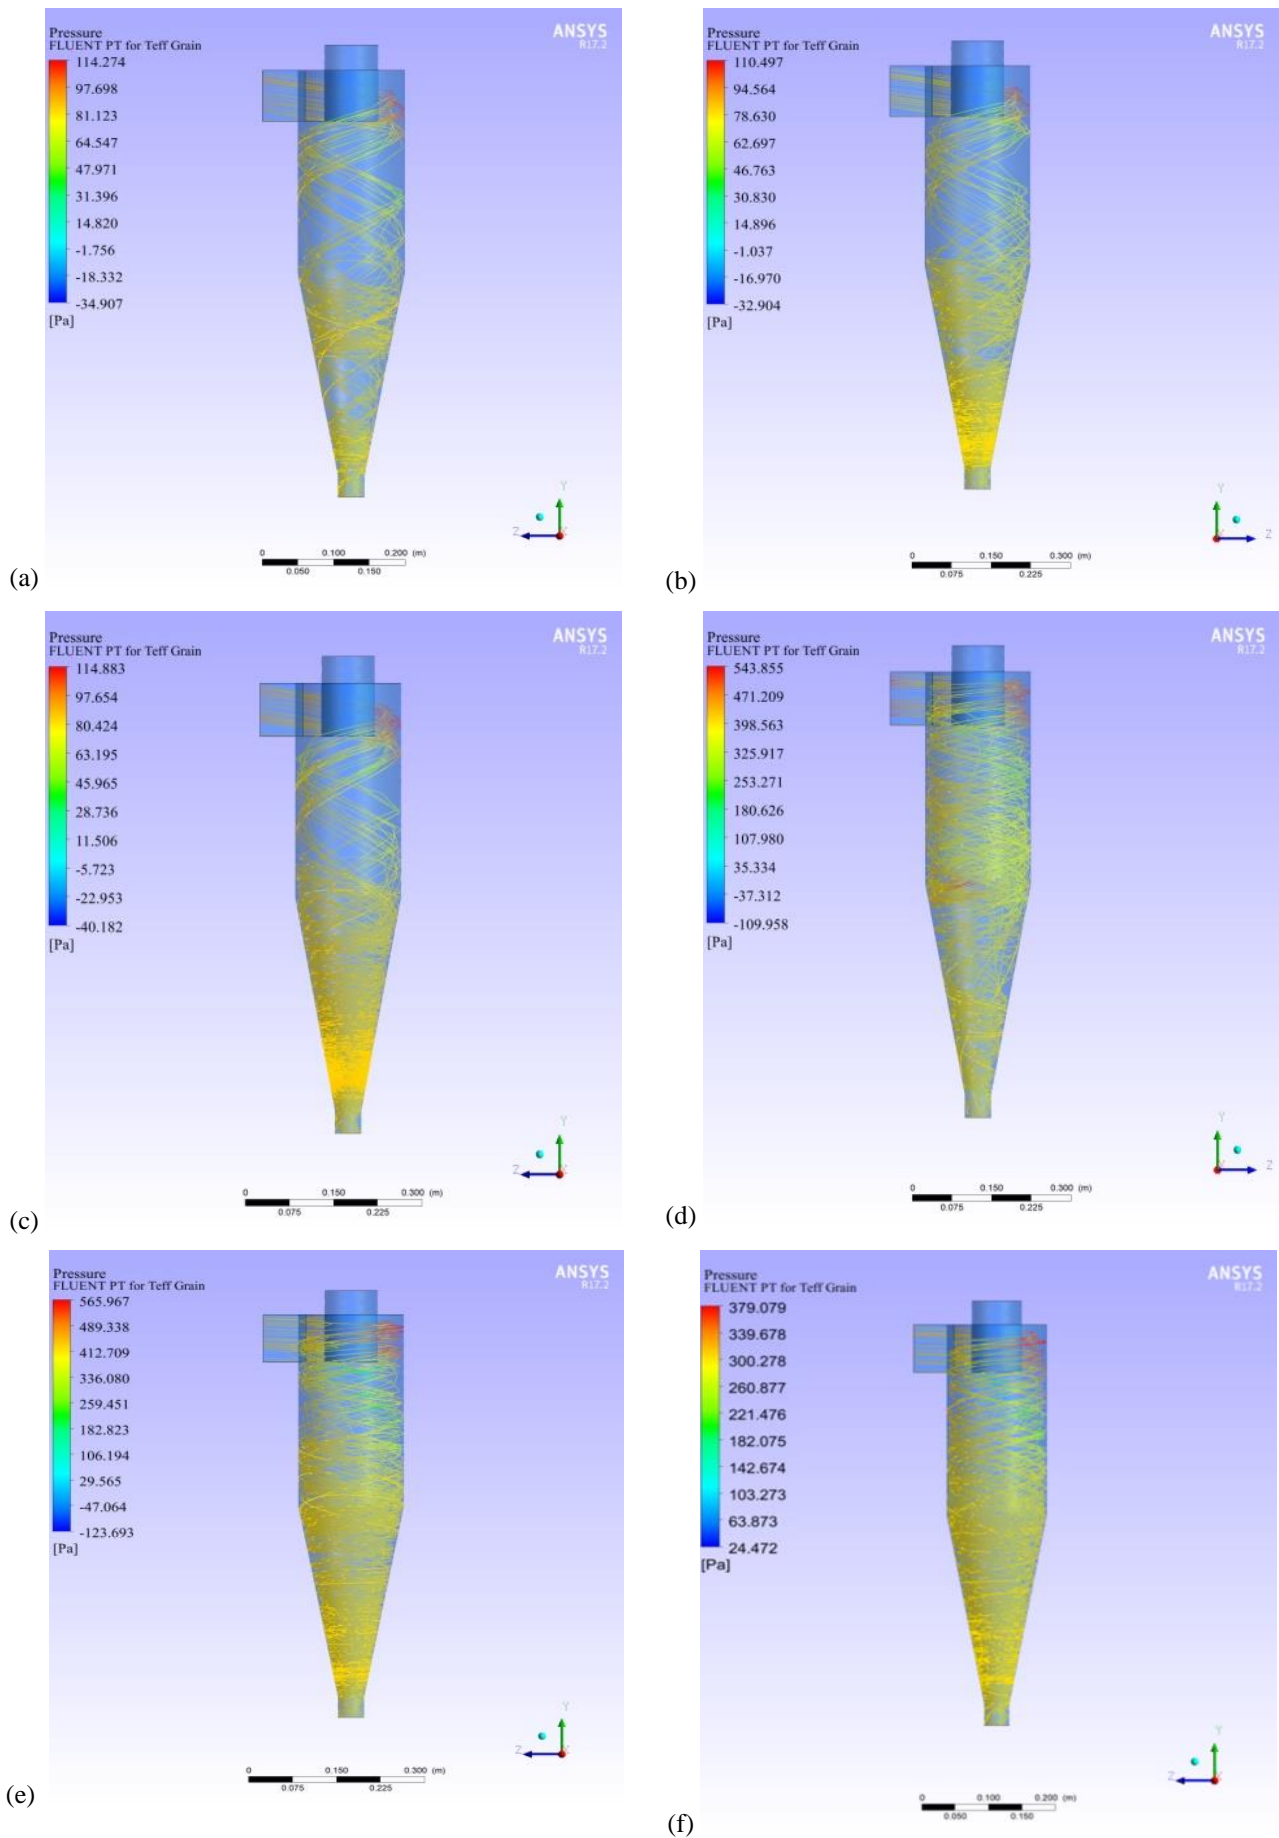 Pressure
FLUENT PT for Teff Grain
ANSYS
R17.2
114.274
97.698
81.123
64.547
47.971
31.396
14.820
-1.756
-18.332
-34.907
[Pa]
Y
Z
0 0.100 0.200 (m)
0.050 0.150
(a)
Pressure
FLUENT PT for Teff Grain
ANSYS
R17.2
110.497
94.564
78.630
62.697
46.763
30.830
14.896
-1.037
-16.970
-32.904
[Pa]
Y
Z
0 0.150 0.300 (m)
0.075 0.225
(b)
Pressure
FLUENT PT for Teff Grain
ANSYS
R17.2
114.883
97.654
80.424
63.195
45.965
28.736
11.506
-5.723
-22.953
-40.182
[Pa]
Y
Z
0 0.150 0.300 (m)
0.075 0.225
(c)
Pressure
FLUENT PT for Teff Grain
ANSYS
R17.2
543.855
471.209
398.563
325.917
253.271
180.626
107.980
35.334
-37.312
-109.958
[Pa]
Y
Z
0 0.150 0.300 (m)
0.075 0.225
(d)
Pressure
FLUENT PT for Teff Grain
ANSYS
R17.2
565.967
489.338
412.709
336.080
259.451
182.823
106.194
29.565
-47.064
-123.693
[Pa]
Y
Z
0 0.150 0.300 (m)
0.075 0.225
(e)
Pressure
FLUENT PT for Teff Grain
ANSYS
R17.2
379.079
339.678
300.278
260.877
221.476
182.075
142.674
103.273
63.873
24.472
[Pa]
Y
Z
0 0.100 0.200 (m)
0.050 0.150
(f)